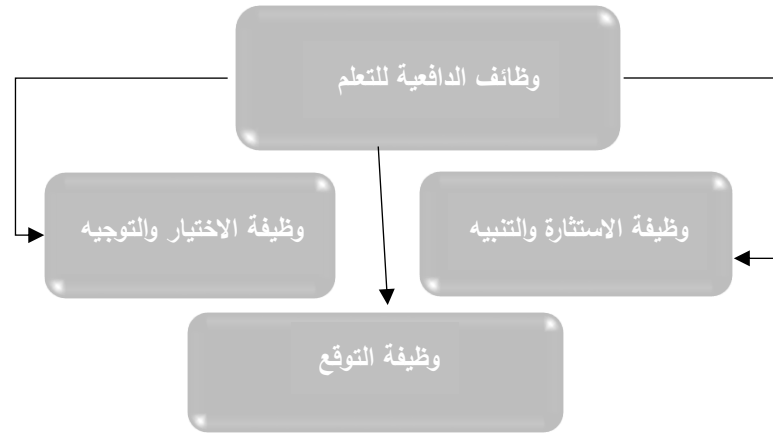 وظائف الدافعية للتعلم
وظيفة الاستثارة والتنبيه
وظيفة الاختيار والتوجيه
وظيفة التوقع